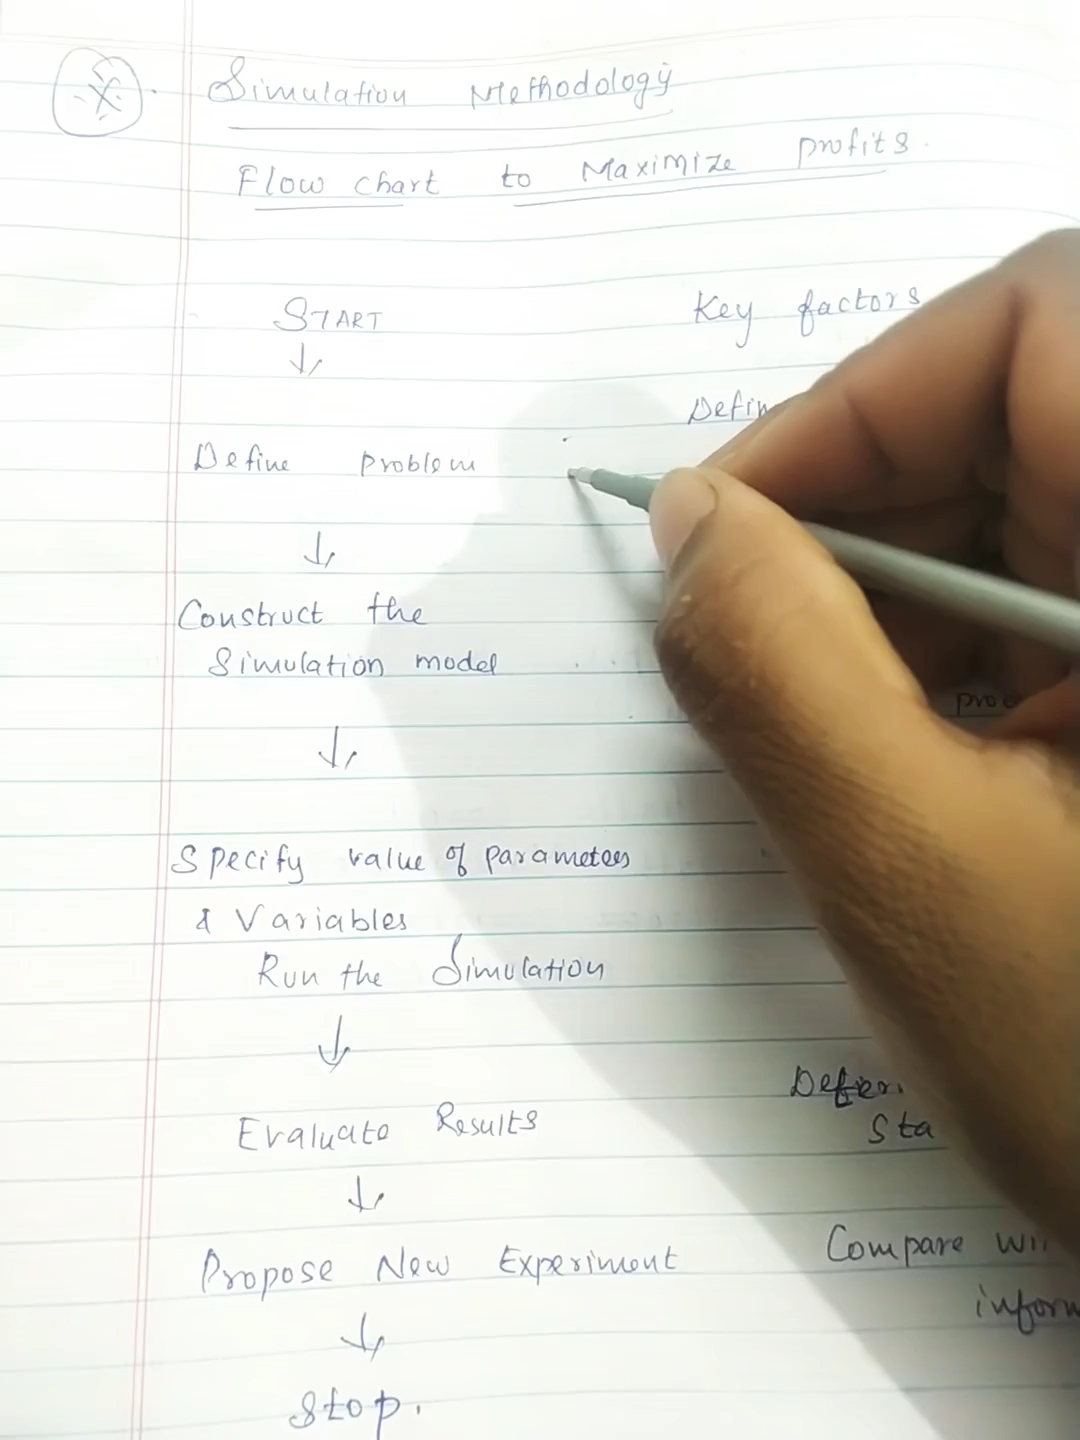 Simulation Methodology
Flow chart to Maximize profits.
START
Key factors
↓
Define problem
↓
Construct the
Simulation model
↓
Specify value of parameters
& Variables
Run the Simulation
↓
Evaluate Results
↓
Propose New Experiment
Compare
↓
Stop.